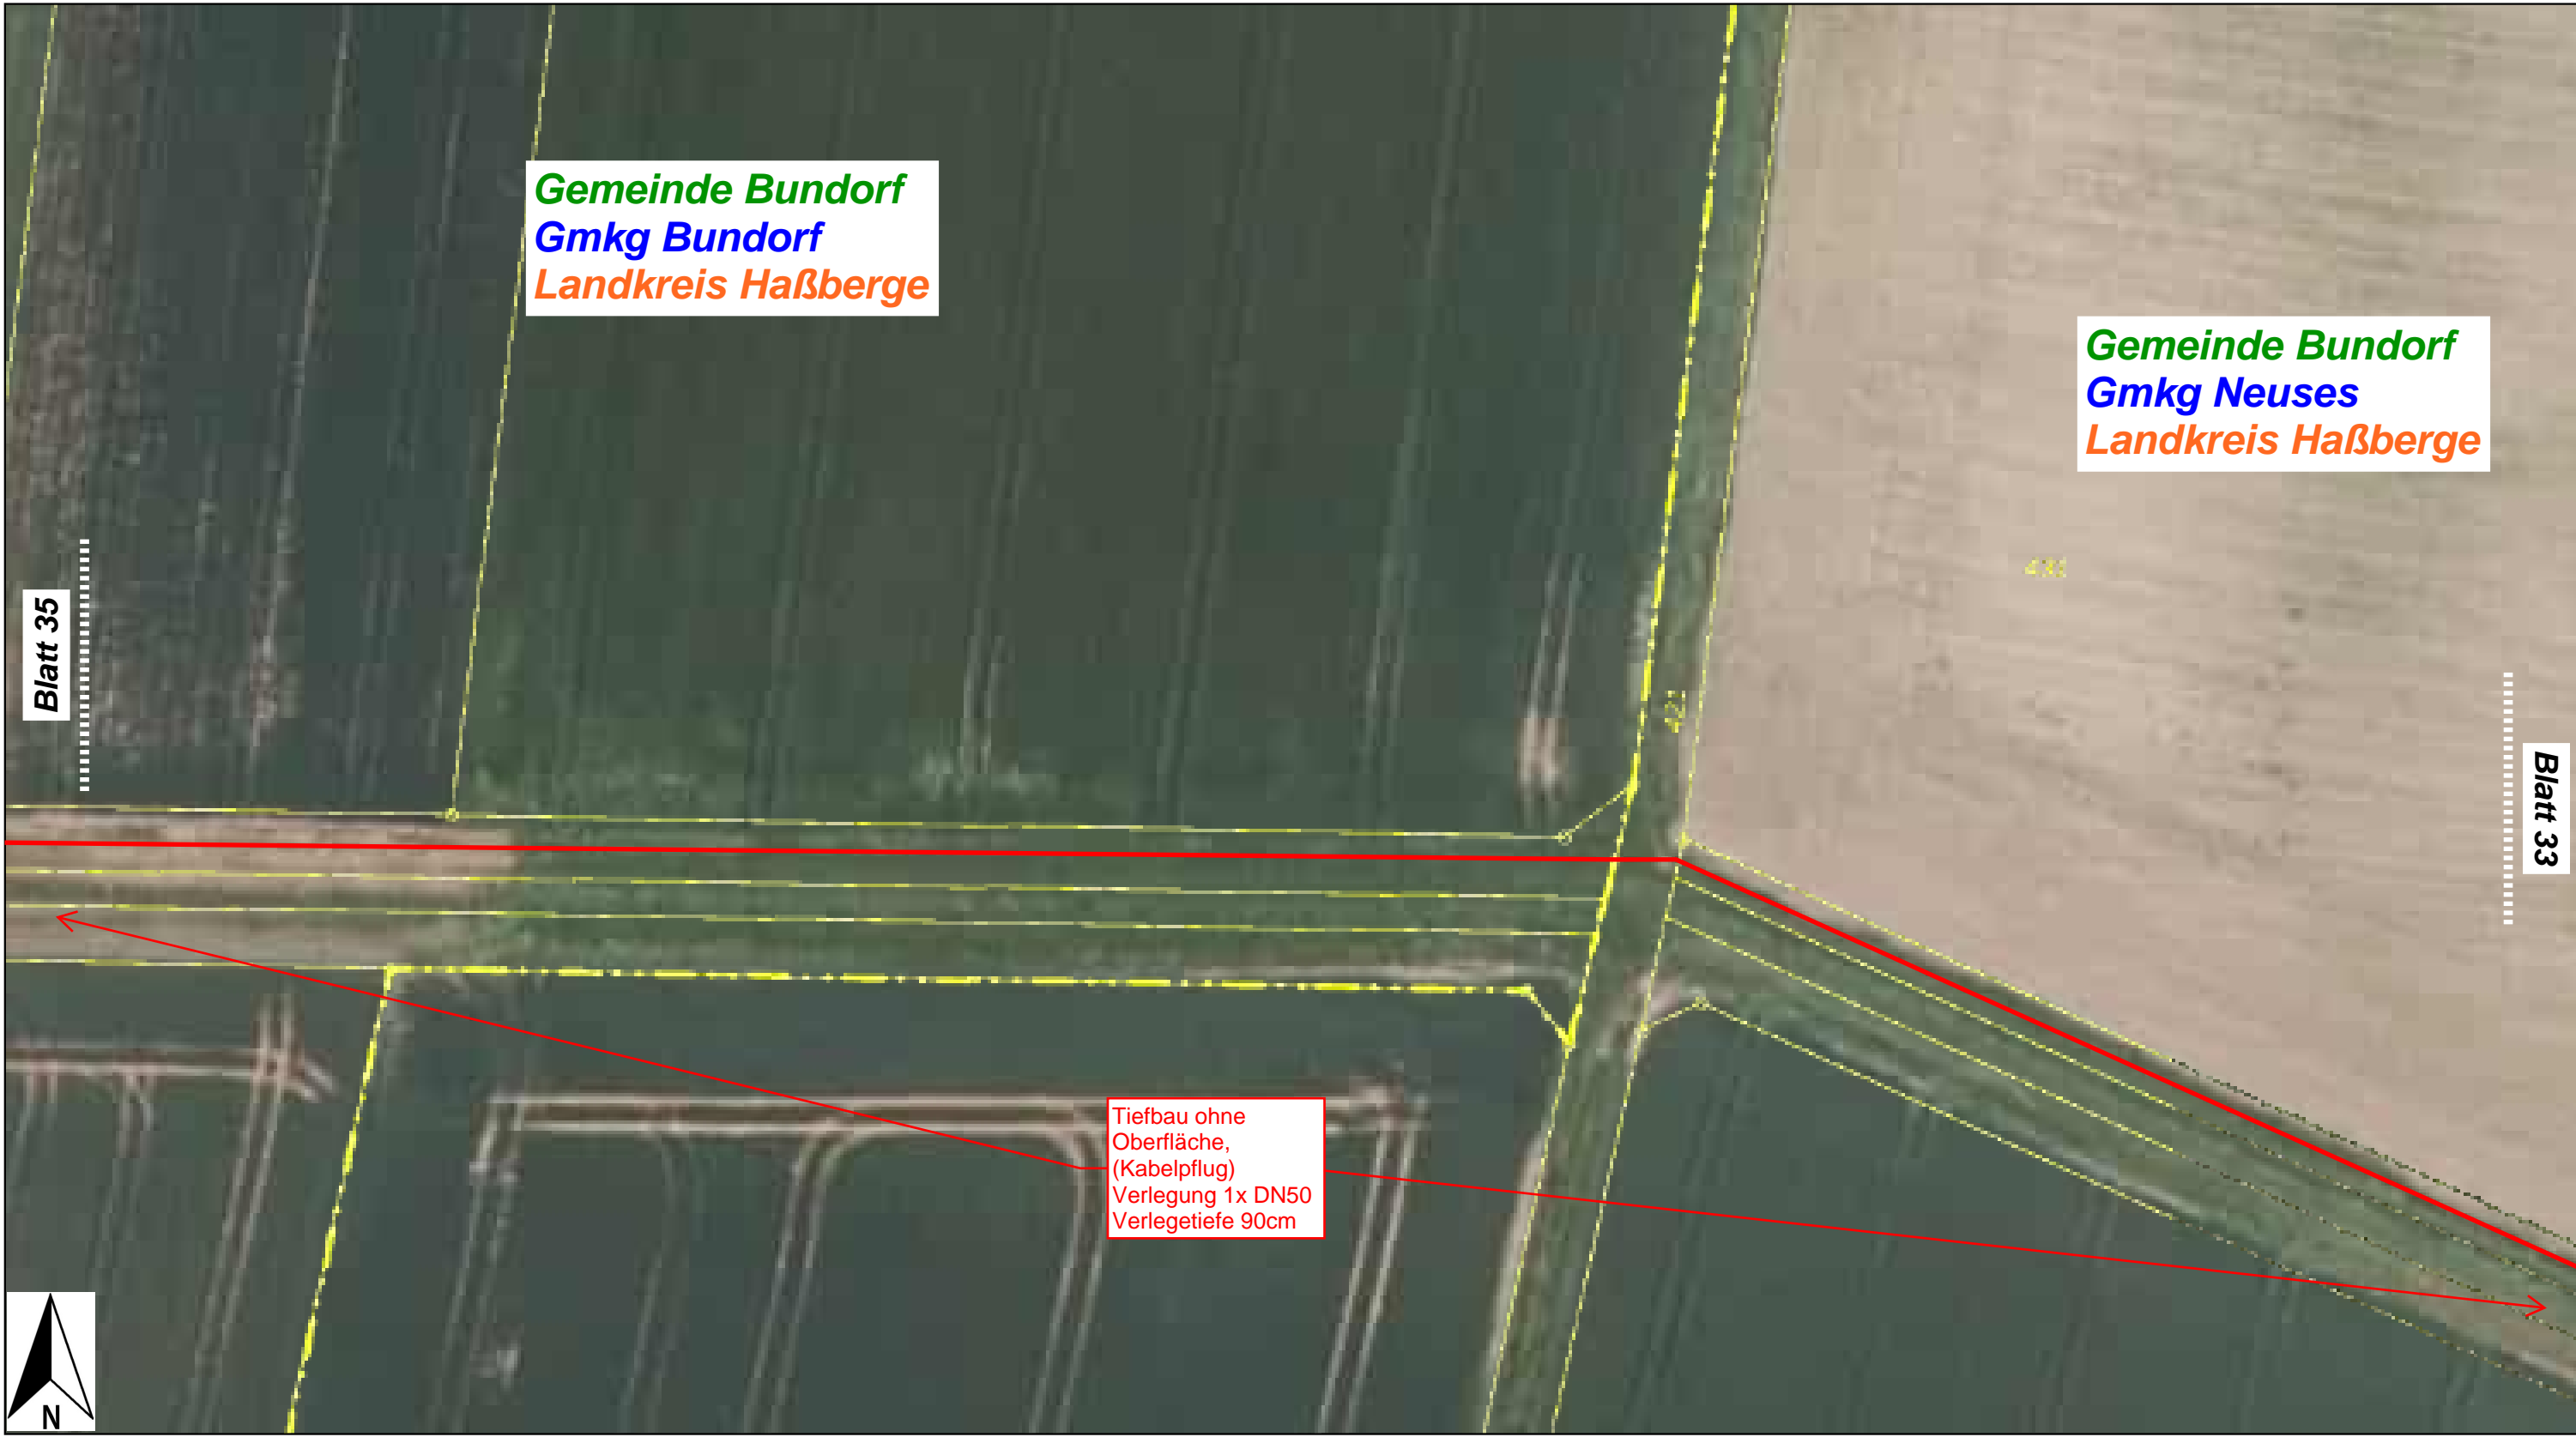 Gemeinde Bundorf
Gmkg Bundorf
Landkreis Haßberge
Gemeinde Bundorf
Gmkg Neuses
Landkreis Haßberge
Blatt 35
Blatt 33
Tiefbau ohne
Oberfläche,
(Kabelpflug)
Verlegung 1x DN50
Verlegetiefe 90cm
N